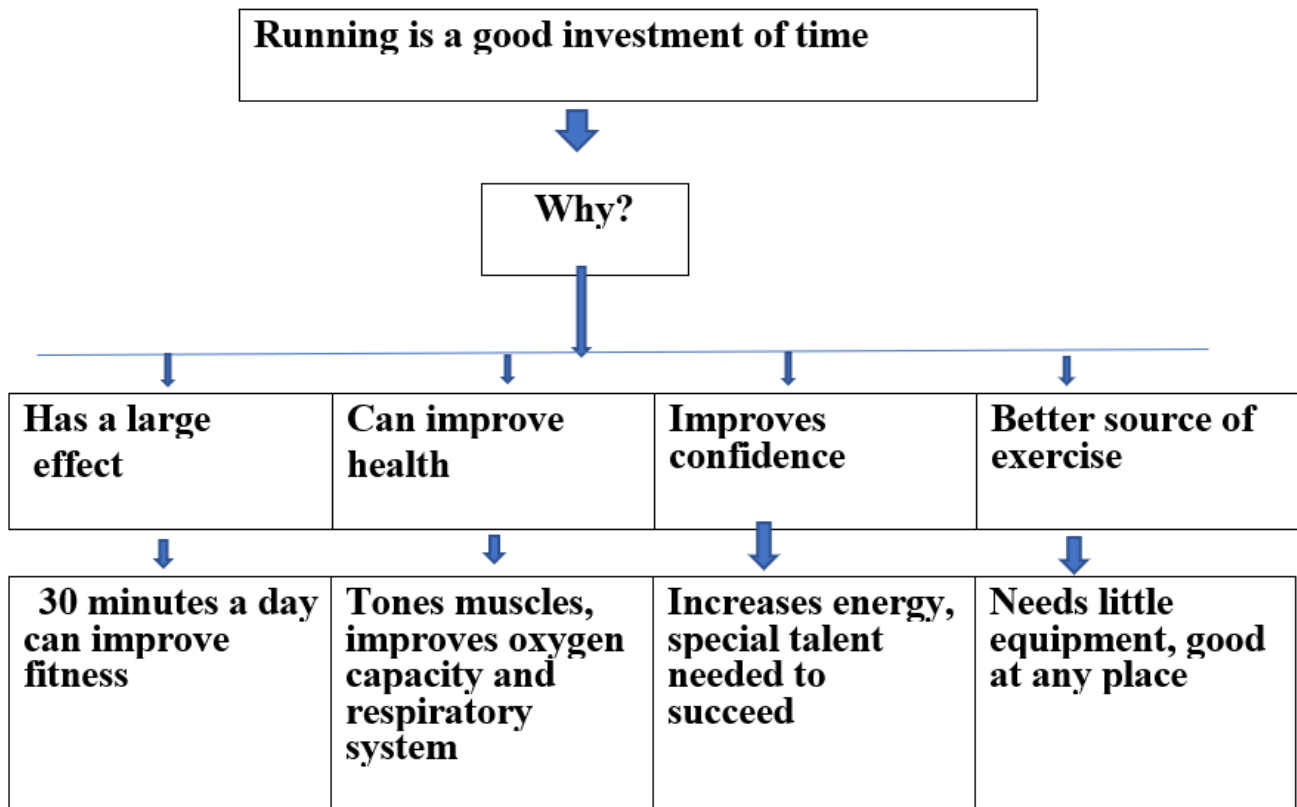 Running is a good investment of time
Why?
Has a large
effect
Can improve
health
Improves
confidence
Better source of
exercise
30 minutes a day
can improve
fitness
Tones muscles,
improves oxygen
capacity and
respiratory
system
Increases energy,
special talent
needed to
succeed
Needs little
equipment, good
at any place